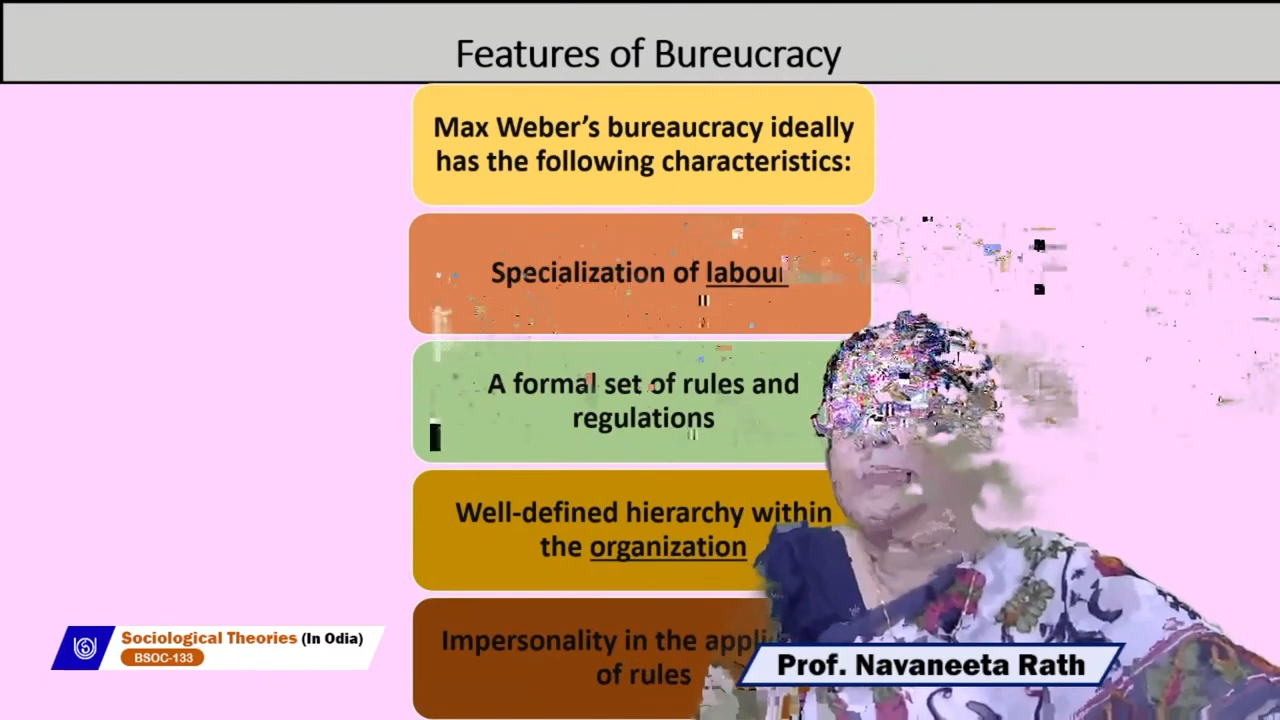 Features of Bureucracy
Max Weber’s bureaucracy ideally
has the following characteristics:
Specialization of labour
A formal set of rules and
regulations
Well-defined hierarchy within
the organization
Impersonality in the
of rules
Sociological Theories (In Odia)
BSOC-133
Prof. Navaneeta Rath